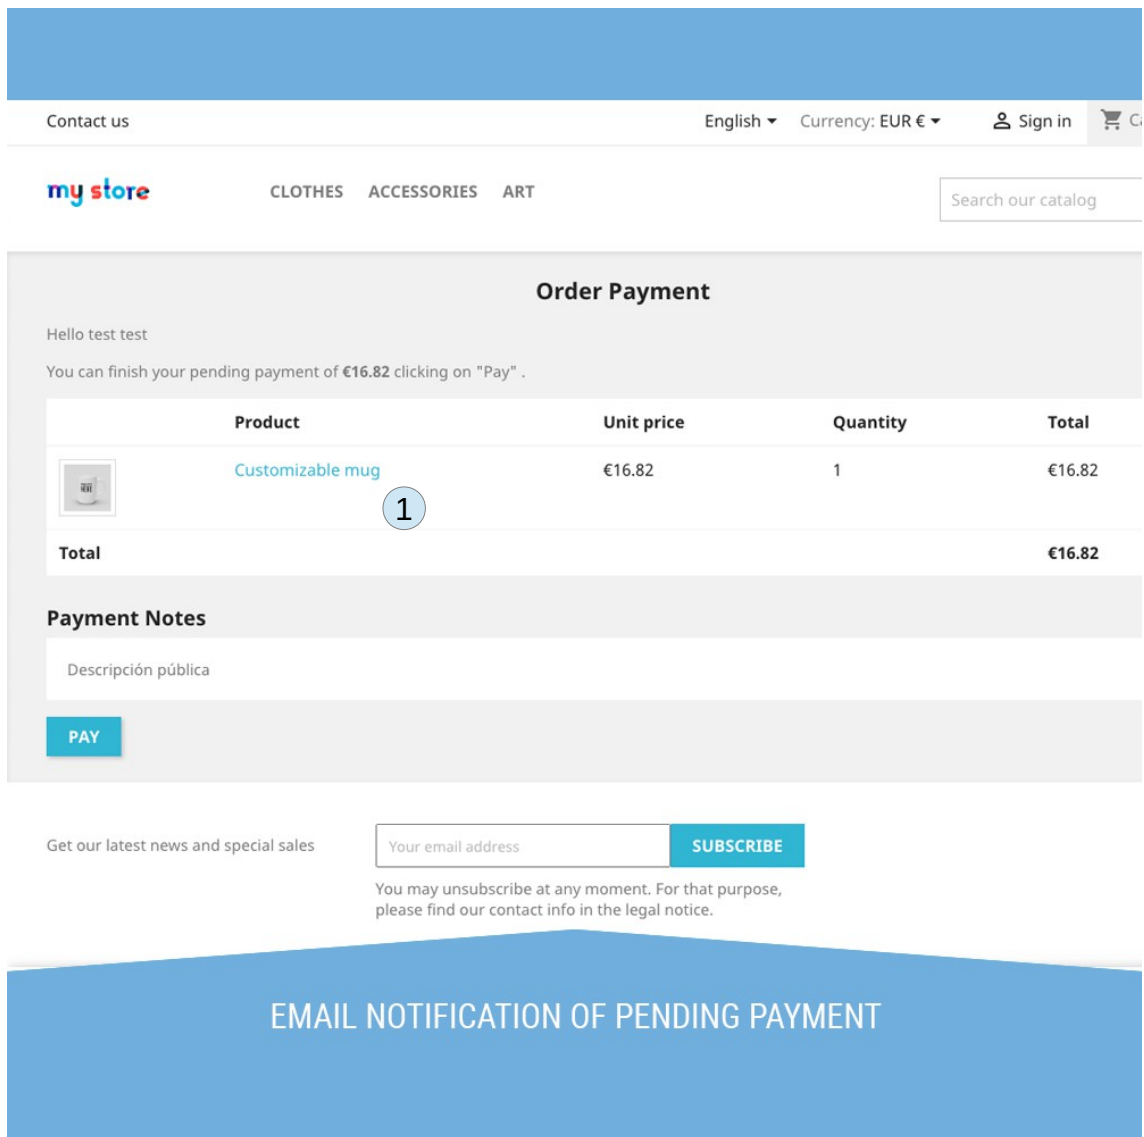 Contact us
English
Currency: EUR €
Sign in
my store
CLOTHES
ACCESSORIES
ART
Search our catalog
Order Payment
Hello test test
You can finish your pending payment of €16.82 clicking on "Pay" .
Product Unit price Quantity Total
Customizable mug €16.82 1 €16.82
1
Total €16.82
Payment Notes
Descripción pública
PAY
Get our latest news and special sales
Your email address
SUBSCRIBE
You may unsubscribe at any moment. For that purpose,
please find our contact info in the legal notice.
EMAIL NOTIFICATION OF PENDING PAYMENT